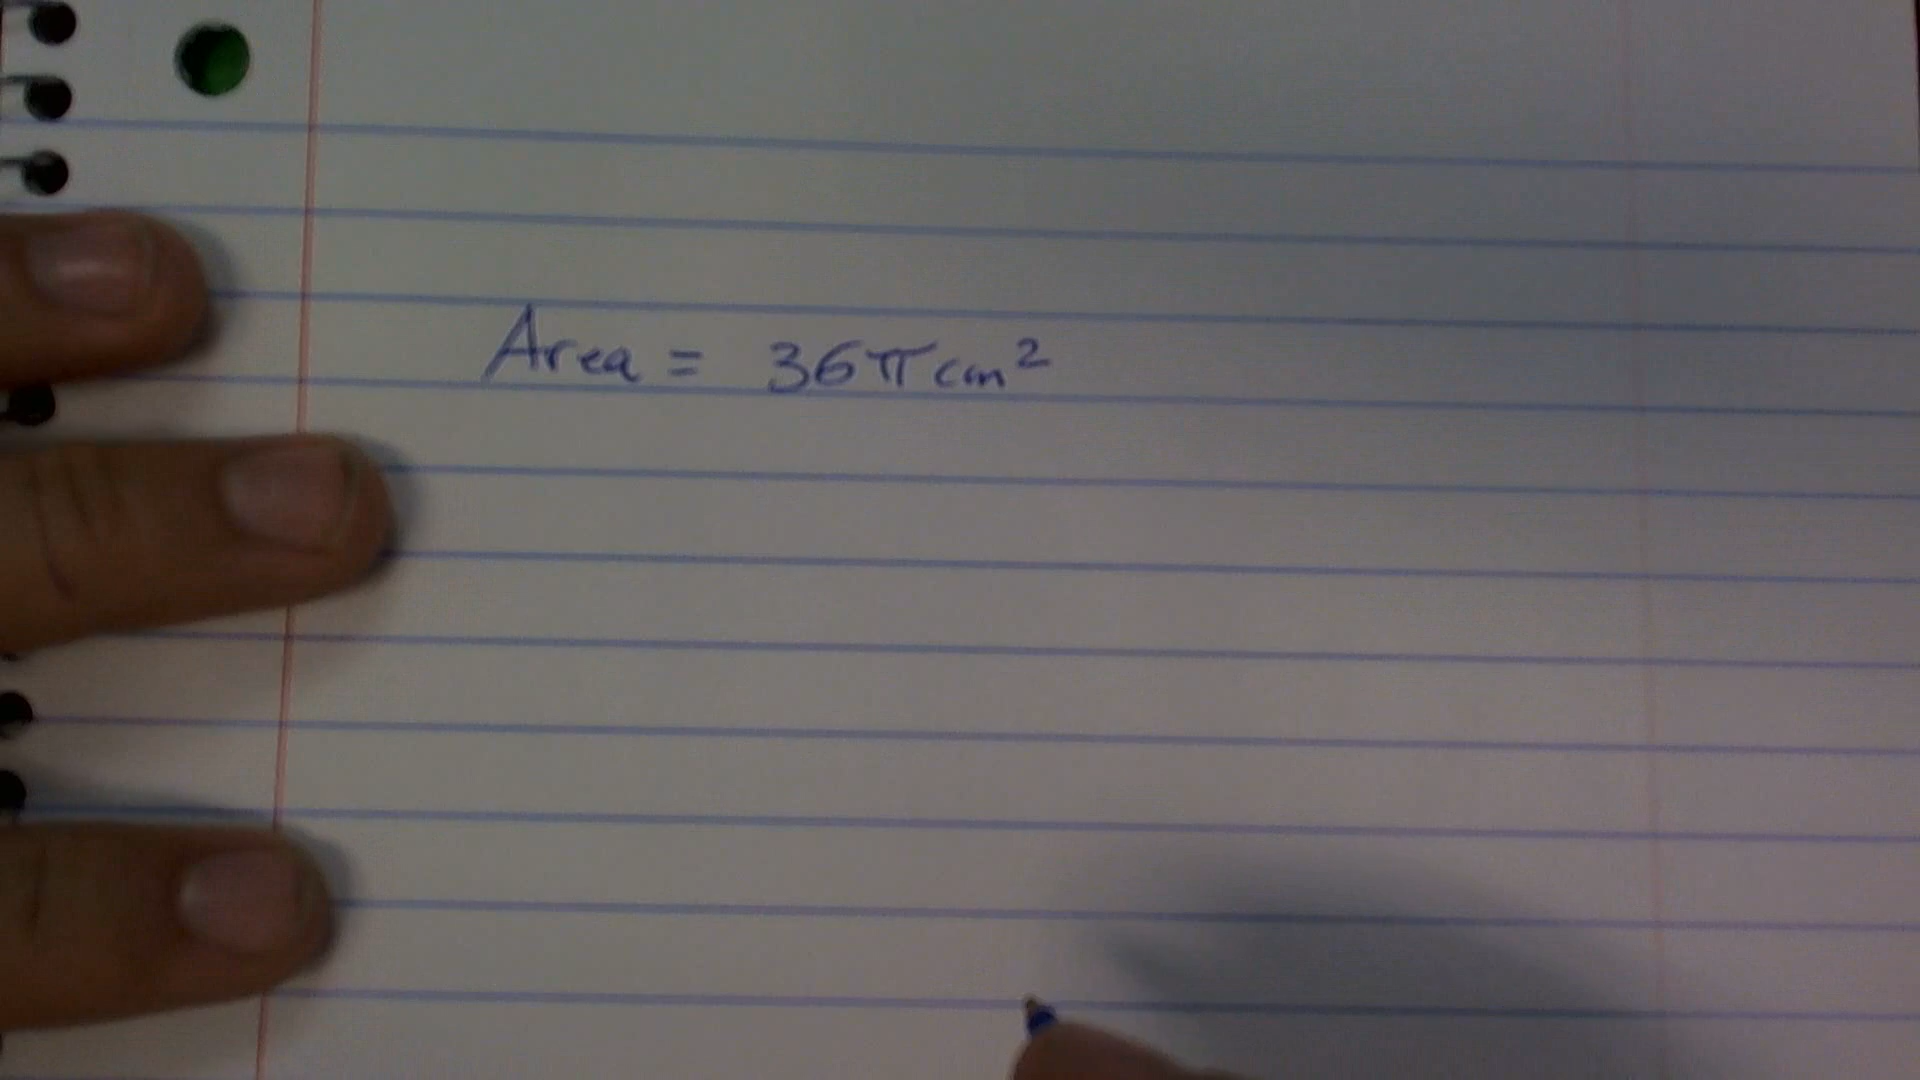 Area = 36π cm²